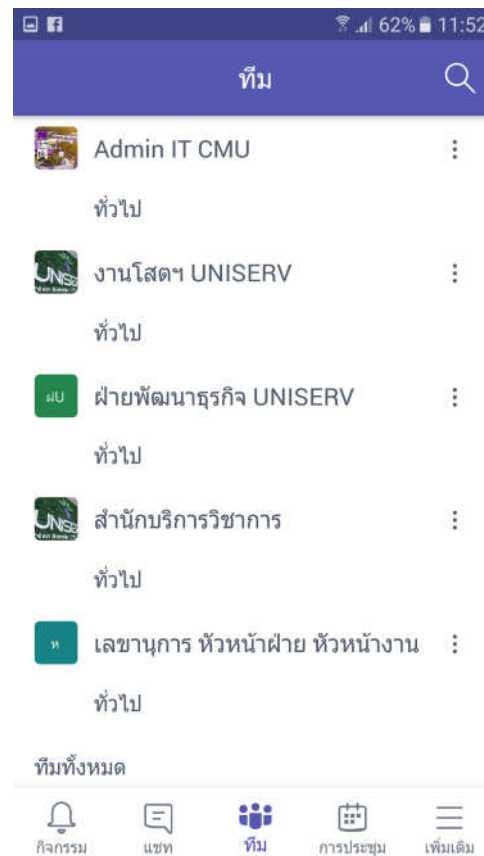 62% 11:52
ทีม
Admin IT CMU
ทั่วไป
งานโสตฯ UNISERV
ทั่วไป
ฝบ ฝ่ายพัฒนาธุรกิจ UNISERV
ทั่วไป
สำนักบริการวิชาการ
ทั่วไป
ห เลขานุการ หัวหน้าฝ่าย หัวหน้างาน
ทั่วไป
ทีมทั้งหมด
กิจกรรม แชท ทีม การประชุม เพิ่มเติม